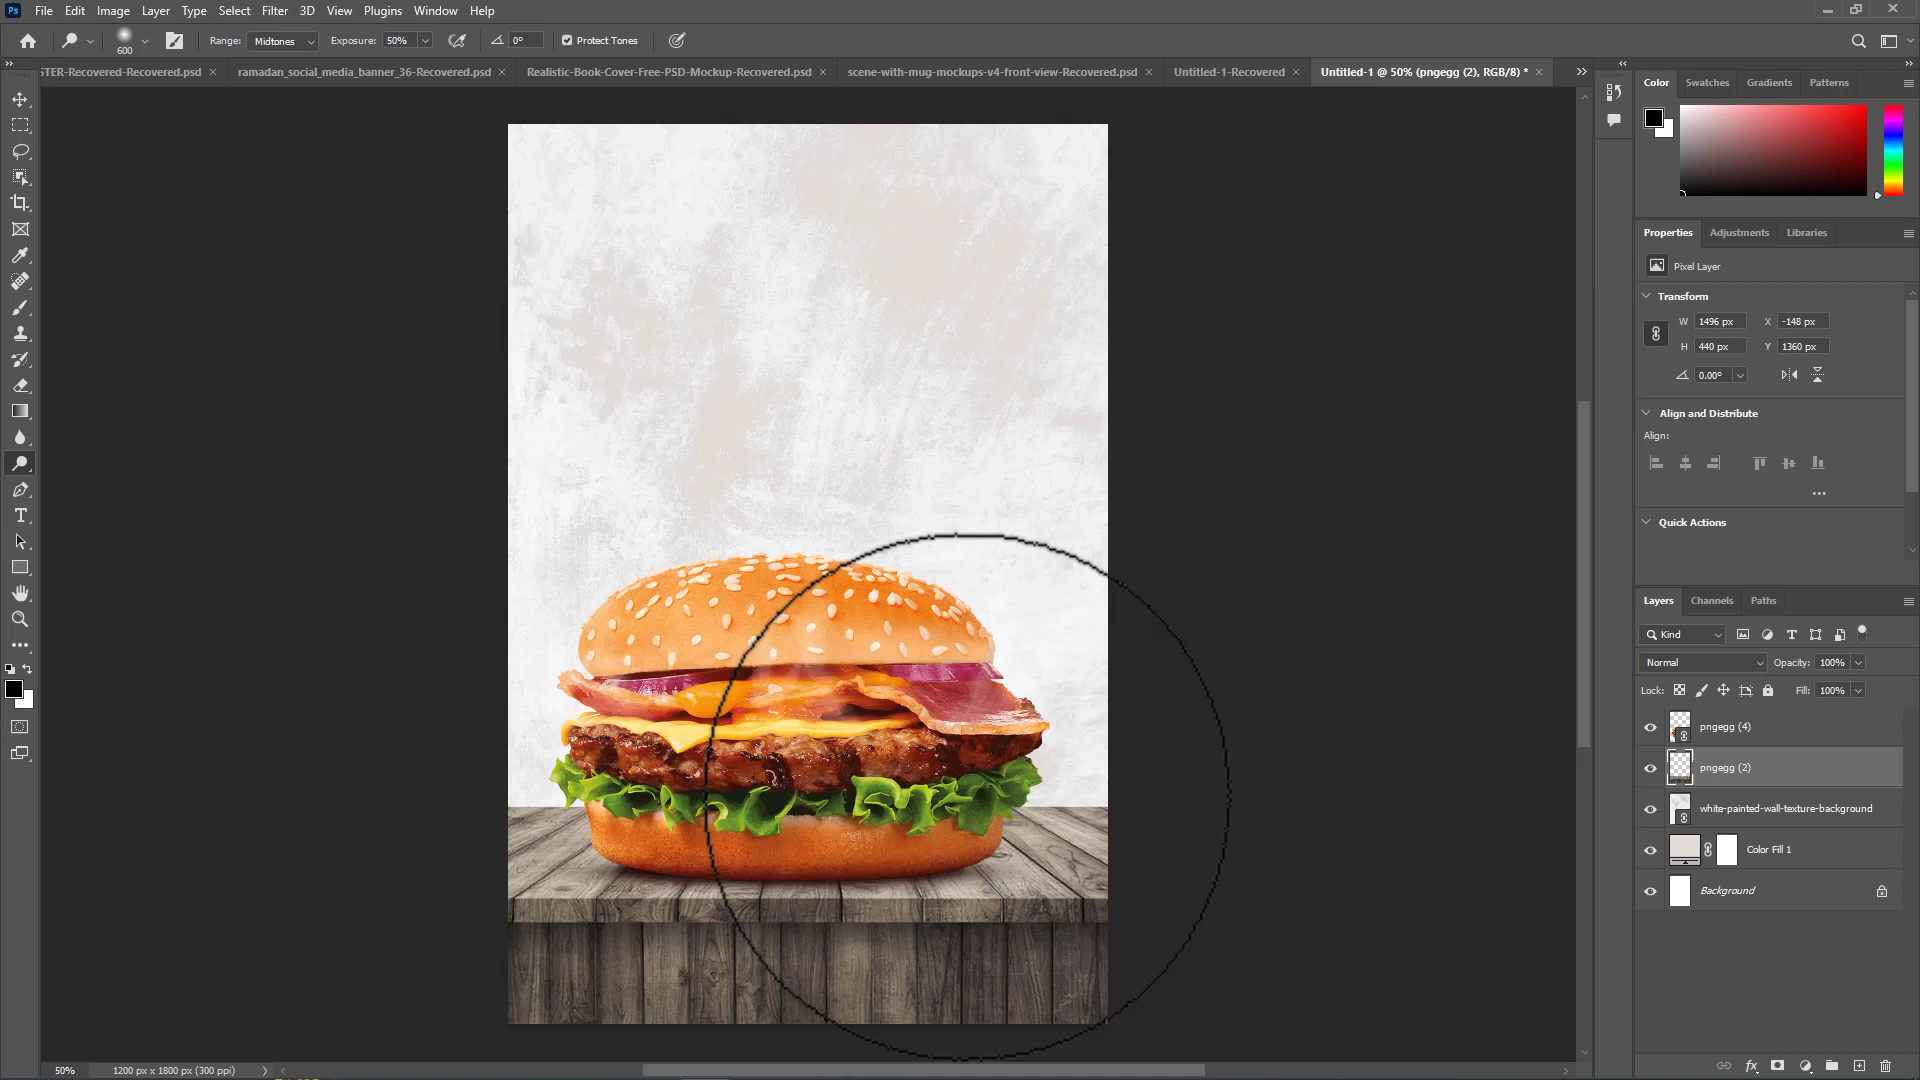 Ps File Edit Image Layer Type Select Filter 3D View Plugins Window Help
600 Range: Midtones Exposure: 50% 0° Protect Tones
STER-Recovered-Recovered.psd × ramadan_social_media_banner_36-Recovered.psd × Realistic-Book-Cover-Free-PSD-Mockup-Recovered.psd × scene-with-mug-mockups-v4-front-view-Recovered.psd × Untitled-1-Recovered × Untitled-1 @ 50% (pngegg (2), RGB/8) * ×
Color Swatches Gradients Patterns
Properties Adjustments Libraries
Pixel Layer
Transform
W 1496 px X -148 px
H 440 px Y 1360 px
0.00°
Align and Distribute
Align:
Quick Actions
Layers Channels Paths
Kind
Normal Opacity: 100%
Lock: Fill: 100%
pngegg (4)
pngegg (2)
white-painted-wall-texture-background
Color Fill 1
Background
50% 1200 px x 1800 px (300 ppi)